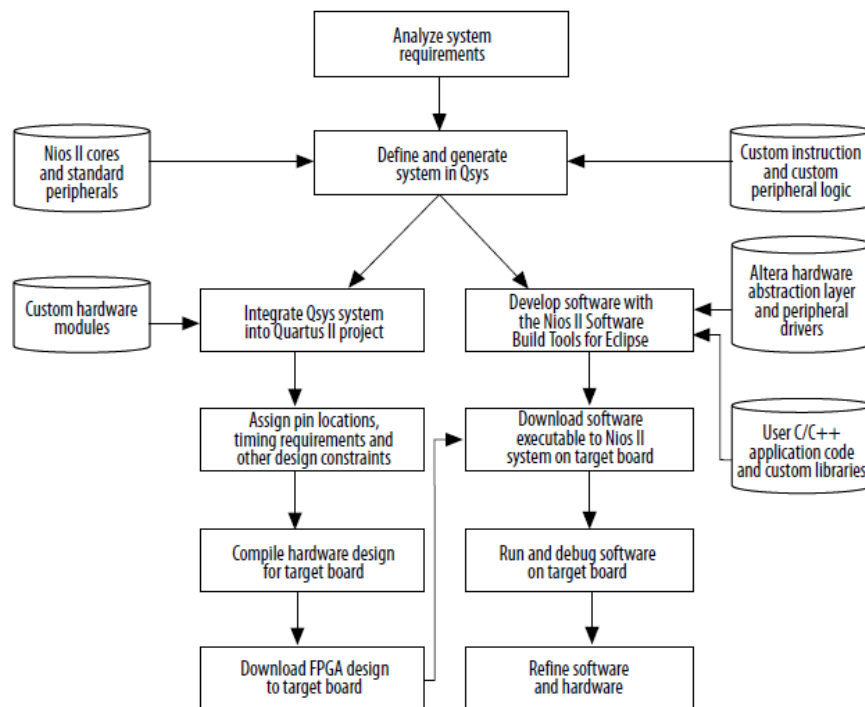 Analyze system
requirements
Nios II cores
and standard
peripherals
Define and generate
system in Qsys
Custom instruction
and custom
peripheral logic
Custom hardware
modules
Integrate Qsys system
into Quartus II project
Develop software with
the Nios II Software
Build Tools for Eclipse
Altera hardware
abstraction layer
and peripheral
drivers
Assign pin locations,
timing requirements and
other design constraints
Download software
executable to Nios II
system on target board
User C/C++
application code
and custom libraries
Compile hardware design
for target board
Run and debug software
on target board
Download FPGA design
to target board
Refine software
and hardware